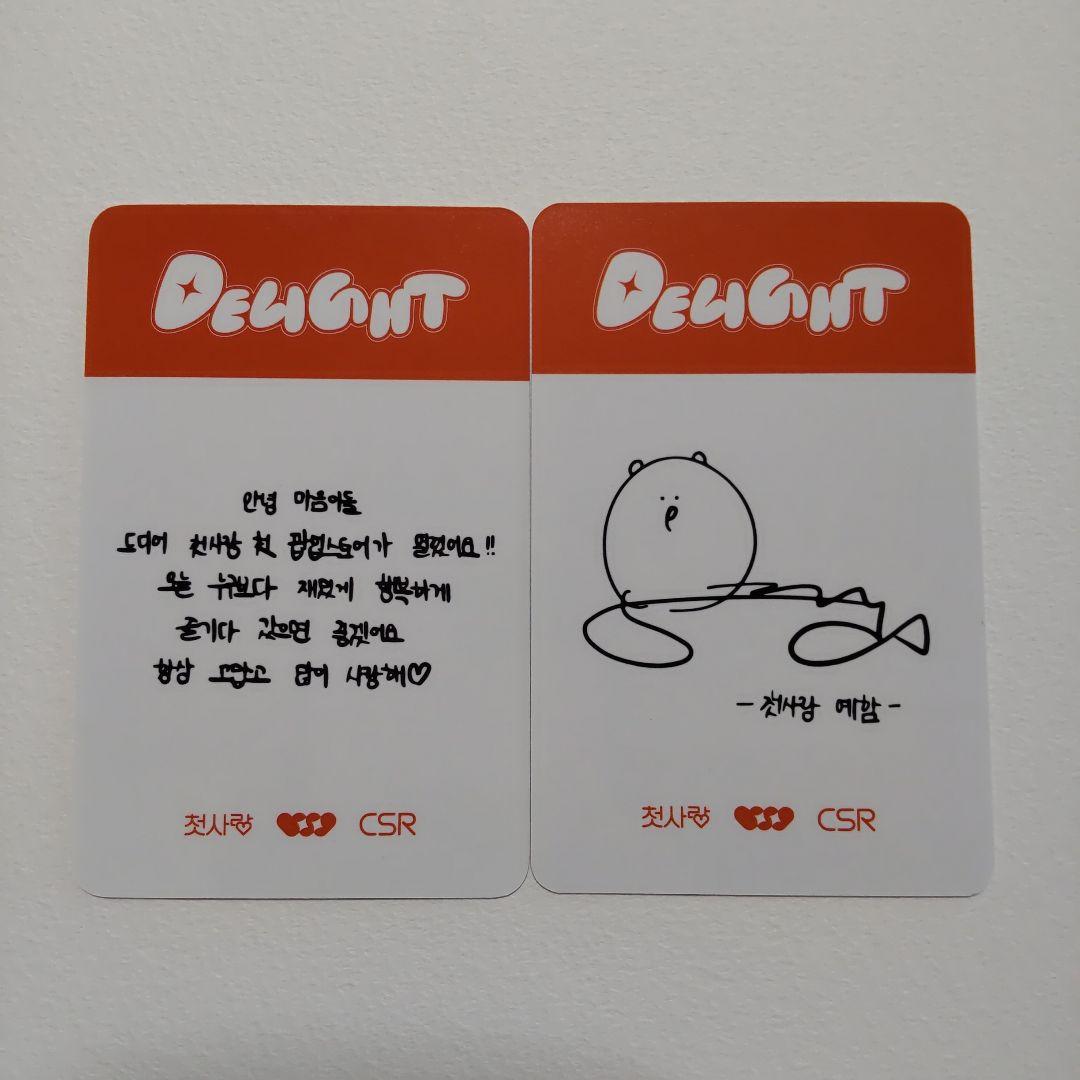 DELIGHT
안녕 마음이들
드디어 첫사랑 첫 팝업스토어가 열렸어요!!
오늘 누구보다 재밌게 행복하게
즐기다 갔으면 좋겠어요
항상 고맙고 많이 사랑해♡
첫사랑 CSR
DELIGHT
-첫사랑 예함-
첫사랑 CSR